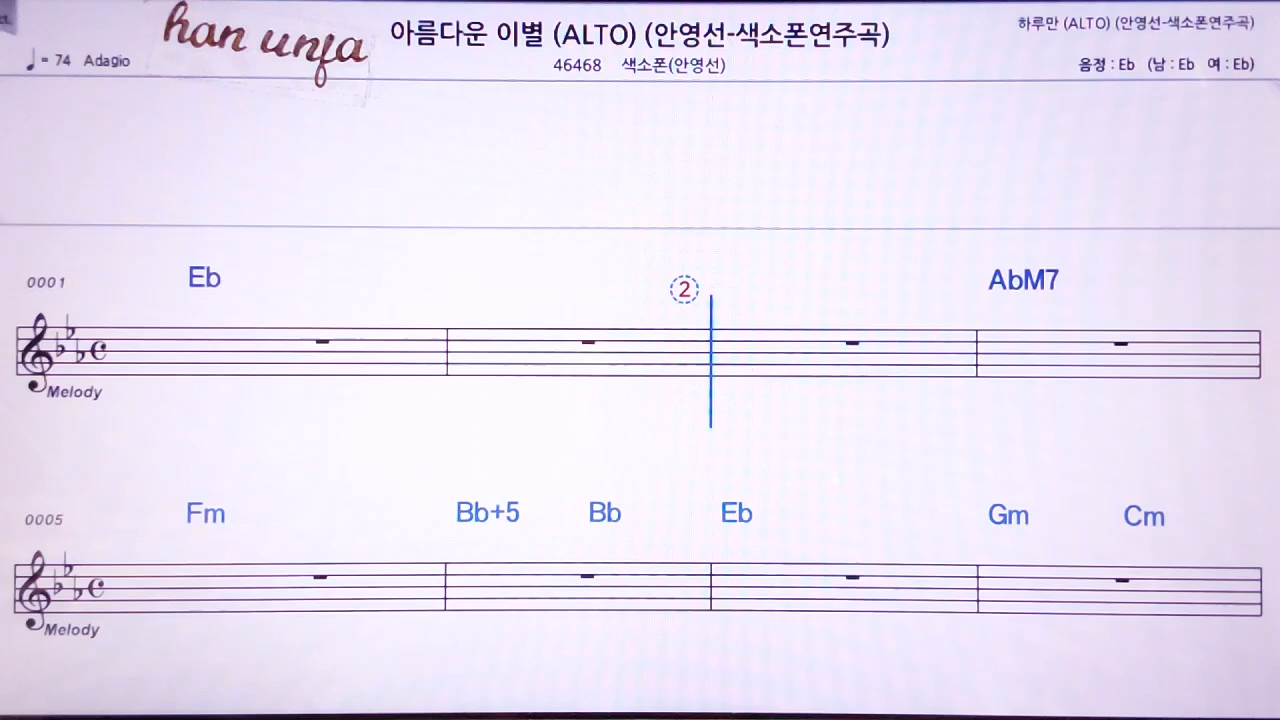 han unja
아름다운 이별 (ALTO) (안영선-색소폰연주곡)
하루만 (ALTO) (안영선-색소폰연주곡)
♩ = 74 Adagio
46468 색소폰(안영선)
음정 : Eb (남 : Eb 여 : Eb)
0001 Eb ② AbM7
Melody
0005 Fm Bb+5 Bb Eb Gm Cm
Melody